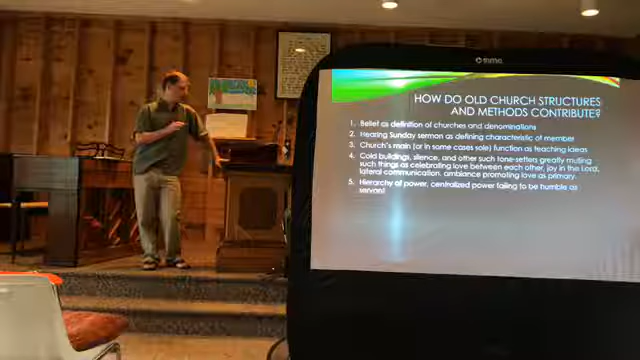 HOW DO OLD CHURCH STRUCTURES
AND METHODS CONTRIBUTE?
1. Belief as definition of churches and denominations
2. Hearing Sunday sermon as defining characteristic of member
3. Church's main (or in some cases sole) function as teaching ideas
4. Cold buildings, silence, and other such tone-setters greatly muting
such things as celebrating love between each other, joy in the Lord,
lateral communication, ambiance promoting love as primary.
5. Hierarchy of power, centralized power failing to be humble as
servant